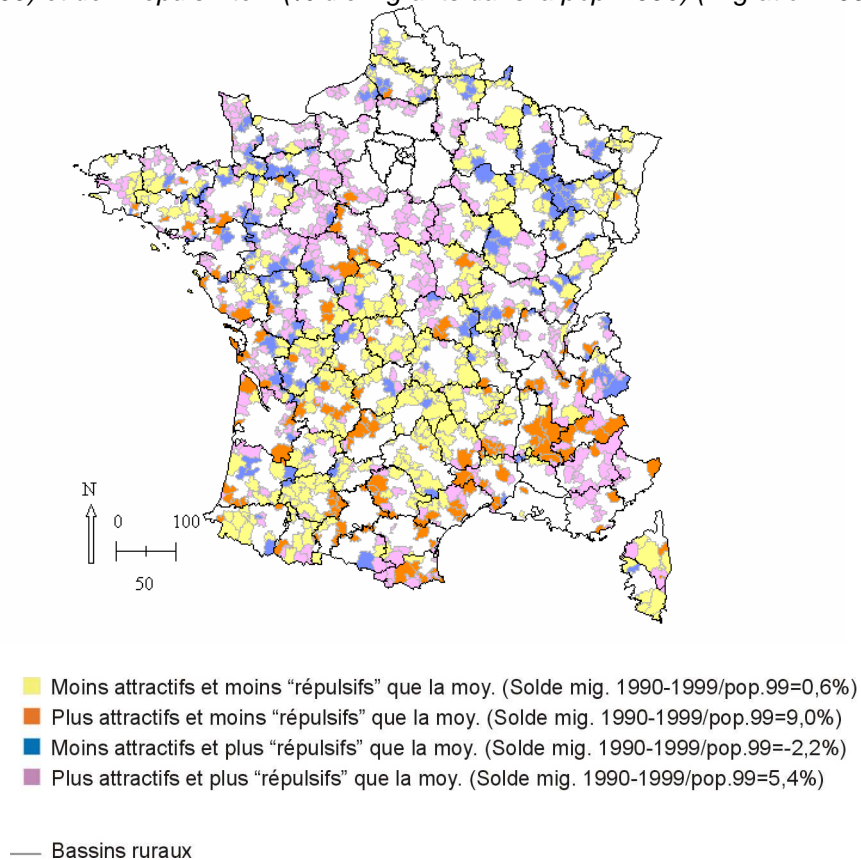 N
0 100
50
Moins attractifs et moins “répulsifs” que la moy. (Solde mig. 1990-1999/pop.99=0,6%)
Plus attractifs et moins “répulsifs” que la moy. (Solde mig. 1990-1999/pop.99=9,0%)
Moins attractifs et plus “répulsifs” que la moy. (Solde mig. 1990-1999/pop.99=-2,2%)
Plus attractifs et plus “répulsifs” que la moy. (Solde mig. 1990-1999/pop.99=5,4%)
Bassins ruraux